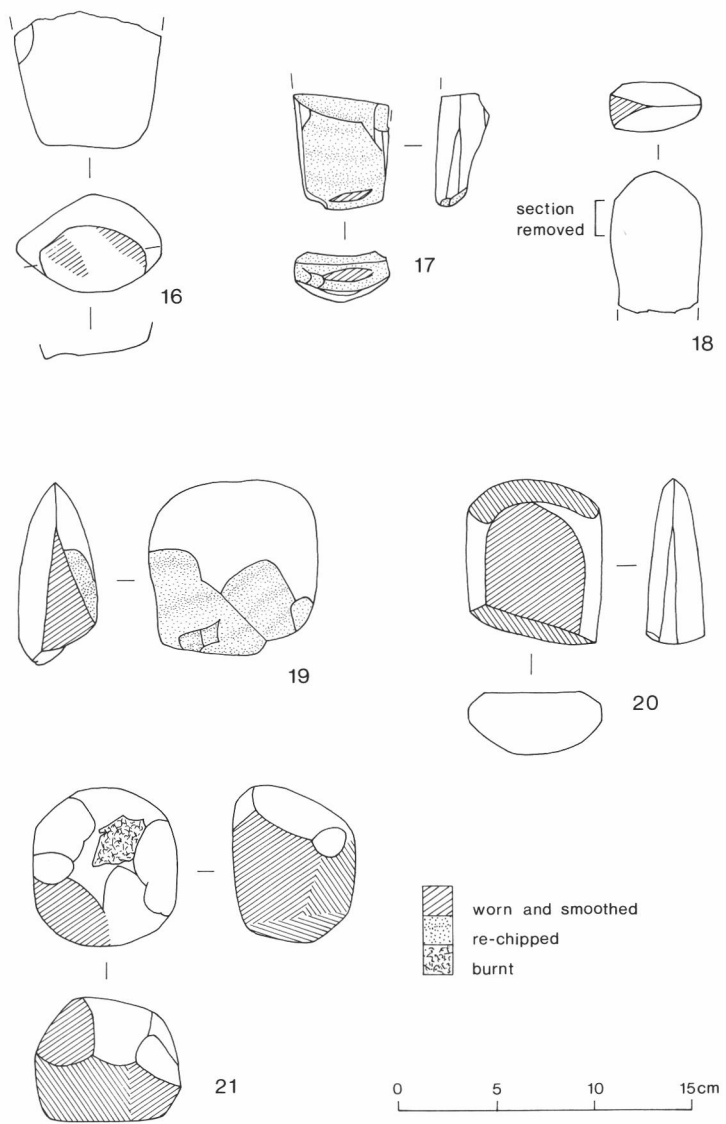 16
17
section
removed
18
19
20
21
worn and smoothed
re-chipped
burnt
0 5 10 15cm